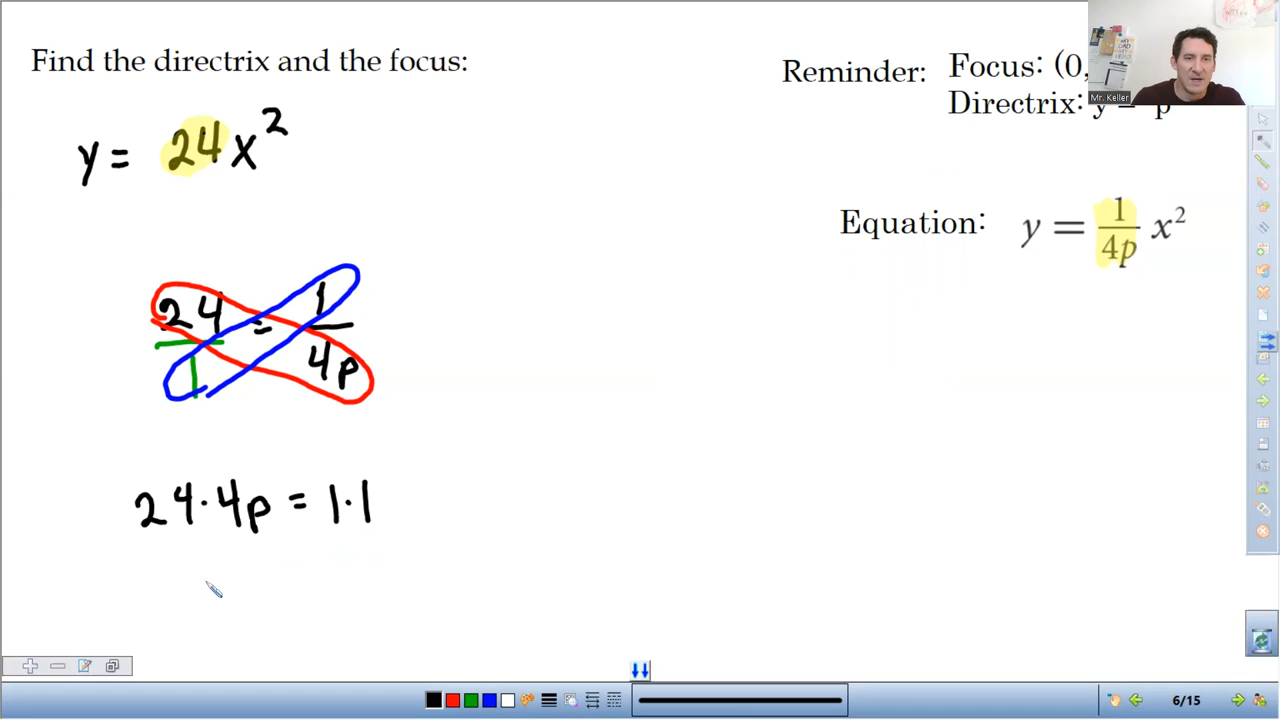 Find the directrix and the focus:
y = 24x²
24/1 = 1/4p
24·4p = 1·1
Reminder: Focus: (0,
Directrix: y =
Equation: y = 1/4p x²
Mr. Keller
6/15